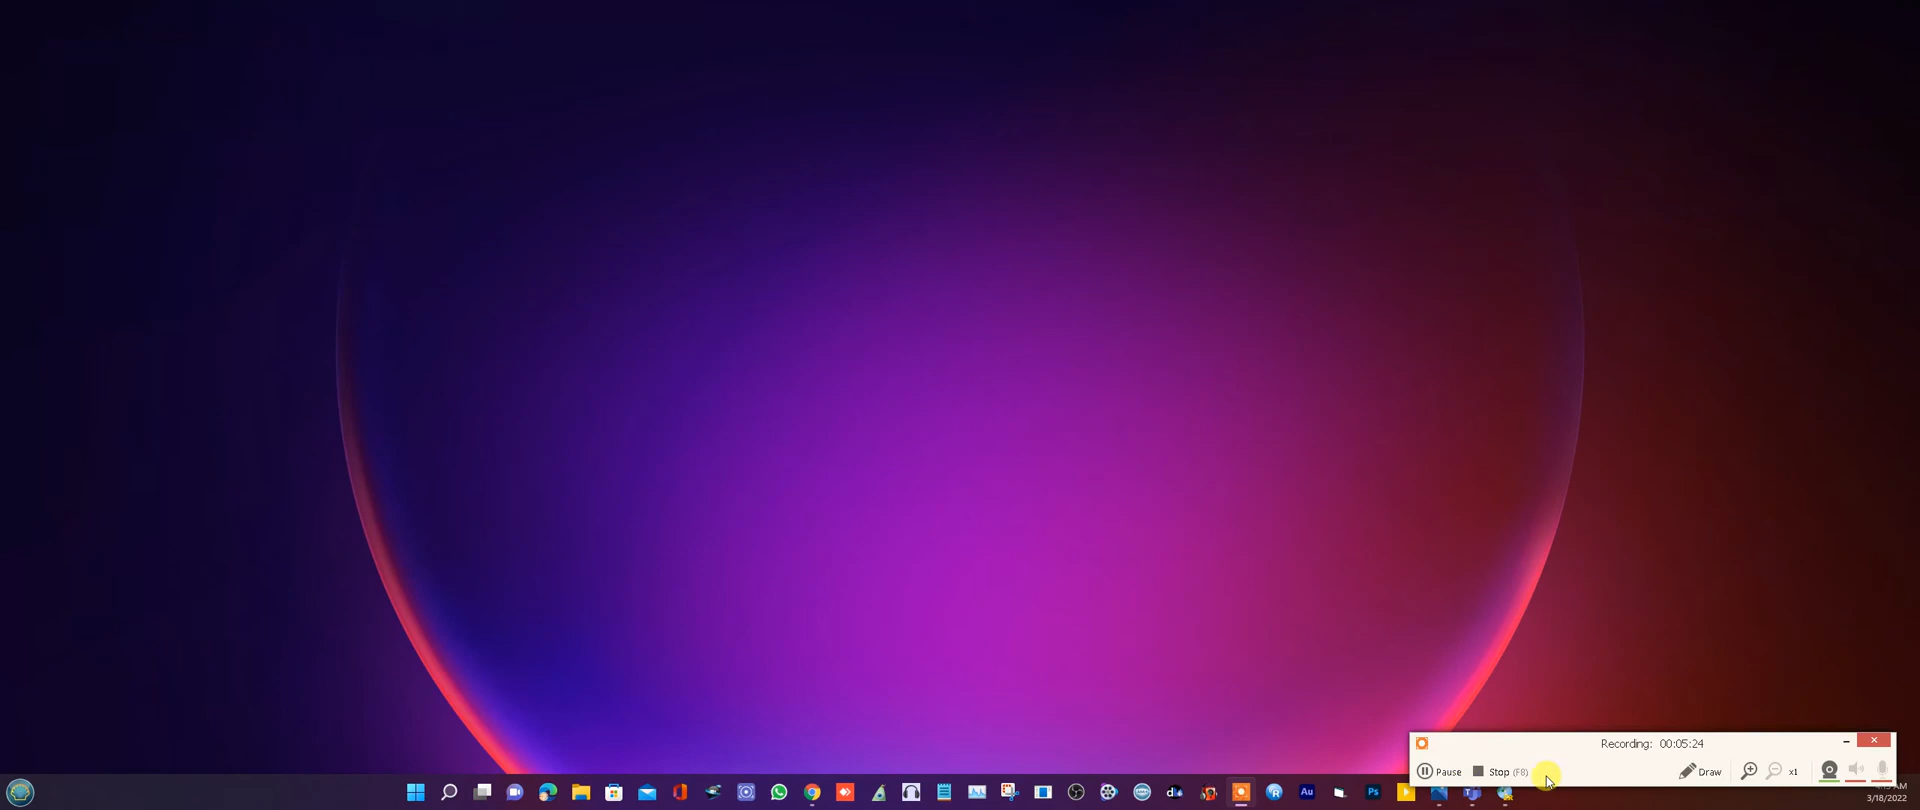 Recording: 00:05:24
Pause Stop (F8) Draw x1
R Au Ps
3/18/2022